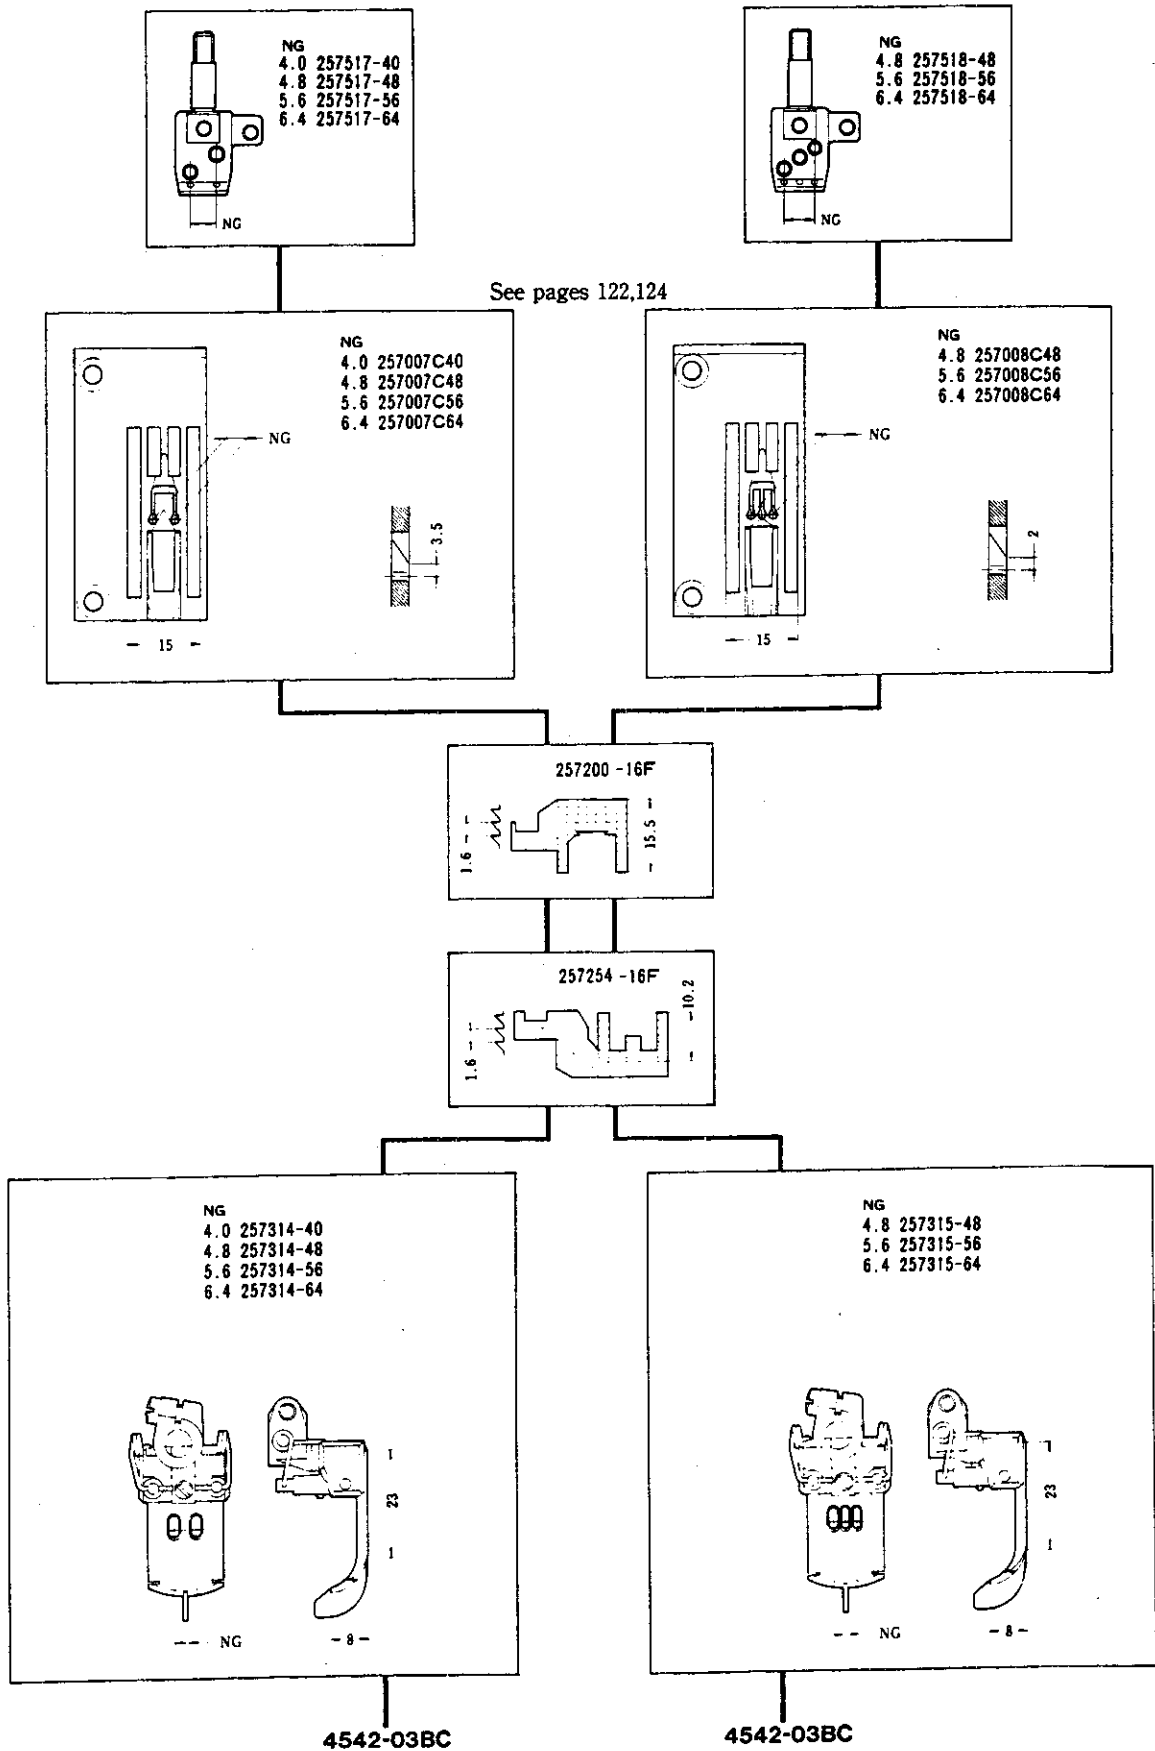 NG
4.0 257517-40
4.8 257517-48
5.6 257517-56
6.4 257517-64
NG
NG
4.8 257518-48
5.6 257518-56
6.4 257518-64
NG
See pages 122,124
NG
4.0 257007C40
4.8 257007C48
5.6 257007C56
6.4 257007C64
NG
3.5
15
NG
4.8 257008C48
5.6 257008C56
6.4 257008C64
NG
2
15
257200 -16F
1.6
15.5
257254 -16F
1.6
10.2
NG
4.0 257314-40
4.8 257314-48
5.6 257314-56
6.4 257314-64
23
NG
8
NG
4.8 257315-48
5.6 257315-56
6.4 257315-64
23
NG
8
4542-03BC
4542-03BC